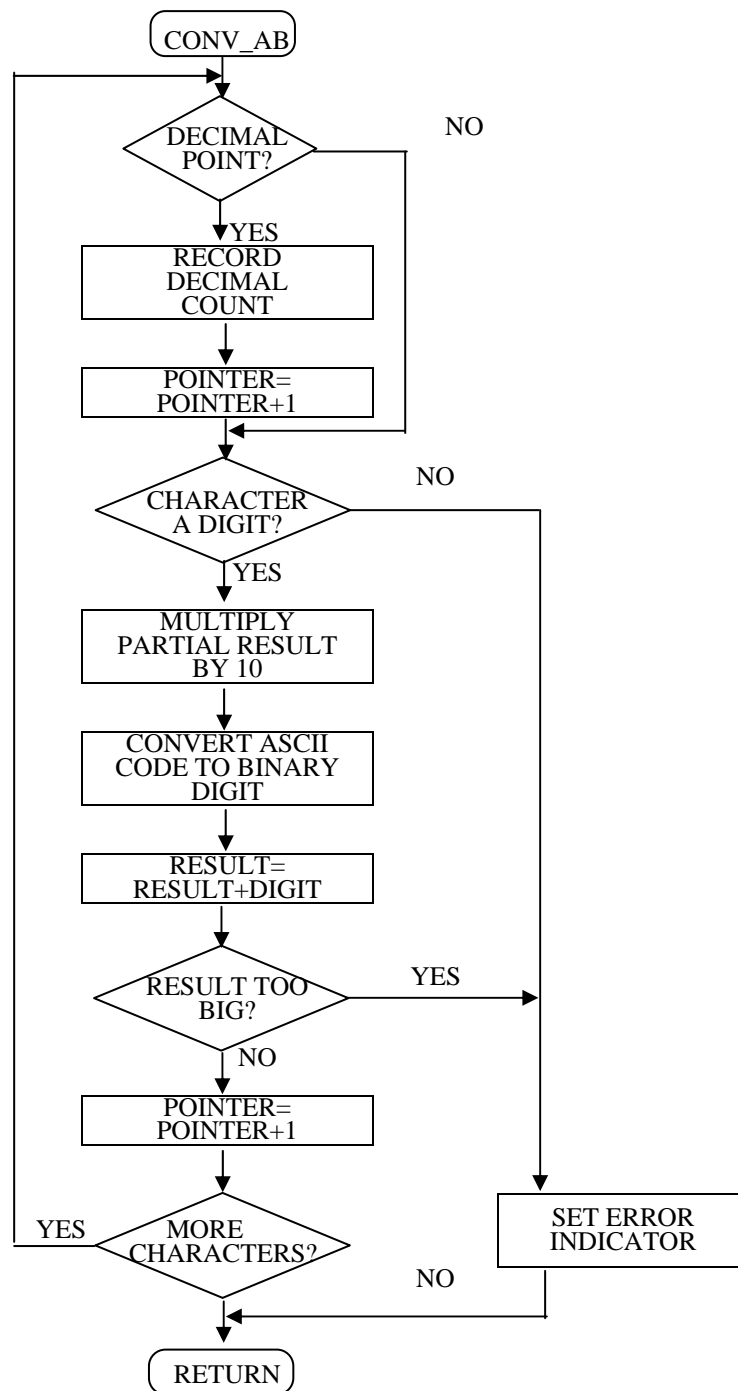 CONV_AB
NO
DECIMAL
POINT?
YES
RECORD
DECIMAL
COUNT
POINTER=
POINTER+1
NO
CHARACTER
A DIGIT?
YES
MULTIPLY
PARTIAL RESULT
BY 10
CONVERT ASCII
CODE TO BINARY
DIGIT
RESULT=
RESULT+DIGIT
RESULT TOO
BIG?
YES
NO
POINTER=
POINTER+1
YES
MORE
CHARACTERS?
SET ERROR
INDICATOR
NO
RETURN